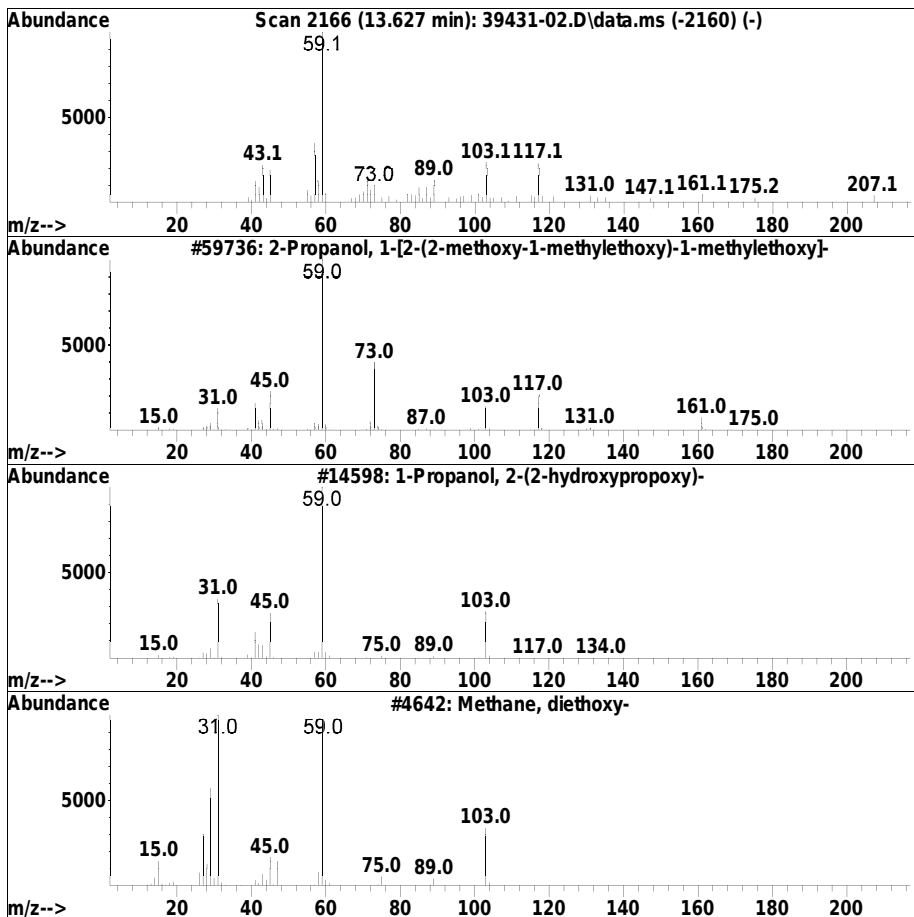 Abundance Scan 2166 (13.627 min): 39431-02.D\data.ms (-2160) (-)
59.1
5000
43.1 73.0 89.0 103.1 117.1 131.0 147.1 161.1 175.2 207.1
20 40 60 80 100 120 140 160 180 200
m/z-->
Abundance #59736: 2-Propanol, 1-[2-(2-methoxy-1-methylethoxy)-1-methylethoxy]-
59.0
5000
15.0 31.0 45.0 73.0 87.0 103.0 117.0 131.0 161.0 175.0
20 40 60 80 100 120 140 160 180 200
m/z-->
Abundance #14598: 1-Propanol, 2-(2-hydroxypropoxy)-
59.0
5000
15.0 31.0 45.0 75.0 89.0 103.0 117.0 134.0
20 40 60 80 100 120 140 160 180 200
m/z-->
Abundance #4642: Methane, diethoxy-
31.0 59.0
5000
15.0 45.0 75.0 89.0 103.0
m/z--> 20 40 60 80 100 120 140 160 180 200